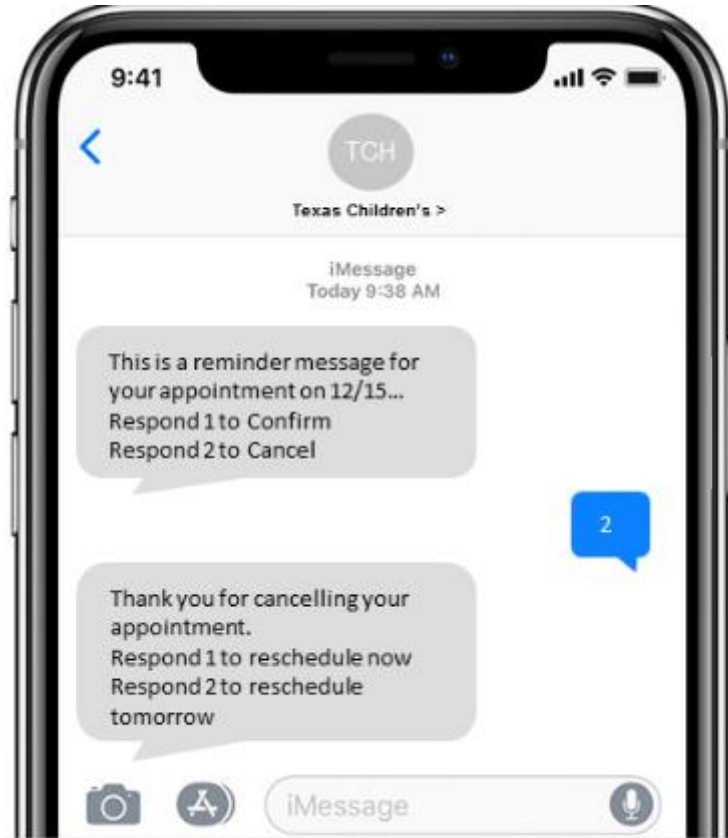 9:41
TCH
Texas Children's >
iMessage
Today 9:38 AM
This is a reminder message for
your appointment on 12/15...
Respond 1 to Confirm
Respond 2 to Cancel
2
Thank you for cancelling your
appointment.
Respond 1 to reschedule now
Respond 2 to reschedule
tomorrow
iMessage